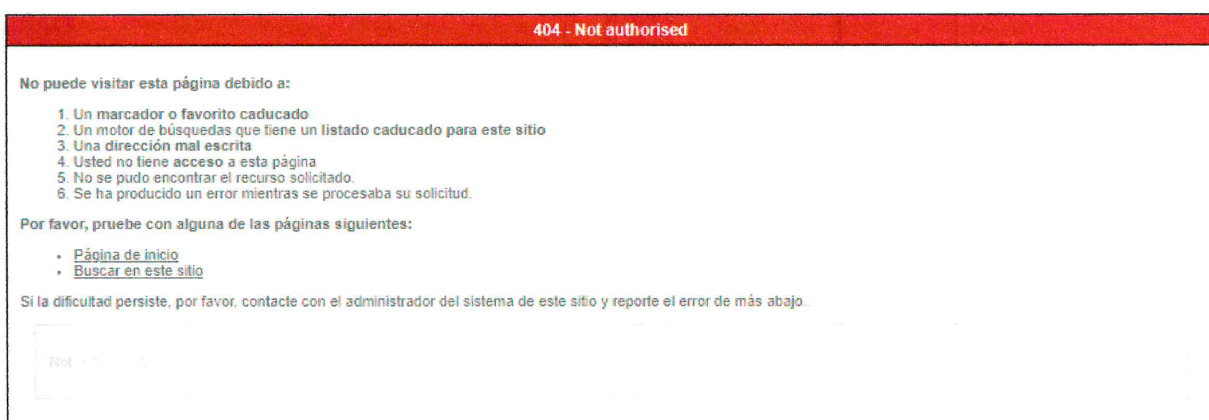 404 - Not authorised
No puede visitar esta página debido a:
1. Un marcador o favorito caducado
2. Un motor de búsquedas que tiene un listado caducado para este sitio
3. Una dirección mal escrita
4. Usted no tiene acceso a esta página
5. No se pudo encontrar el recurso solicitado.
6. Se ha producido un error mientras se procesaba su solicitud.
Por favor, pruebe con alguna de las páginas siguientes:
• Página de inicio
• Buscar en este sitio
Si la dificultad persiste, por favor, contacte con el administrador del sistema de este sitio y reporte el error de más abajo..
Not